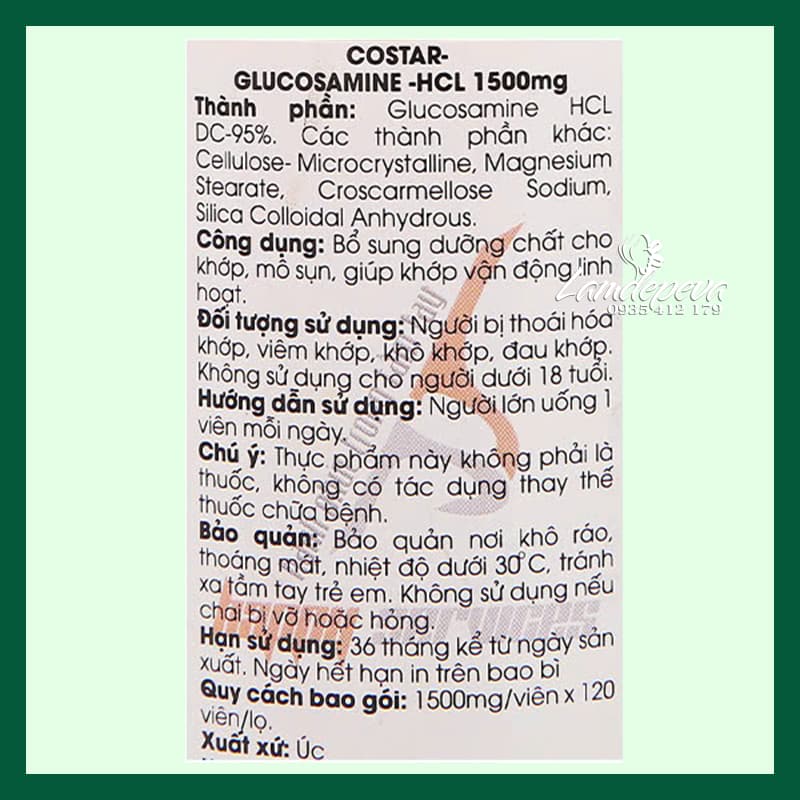 COSTAR-
GLUCOSAMINE -HCL 1500mg
Thành phần: Glucosamine HCL
DC-95%. Các thành phần khác:
Cellulose- Microcrystalline, Magnesium
Stearate, Croscarmellose Sodium,
Silica Colloidal Anhydrous.
Công dụng: Bổ sung dưỡng chất cho
khớp, mô sụn, giúp khớp vận động linh
hoạt.
Lamdepeva
0935 412 179
Đối tượng sử dụng: Người bị thoái hóa
khớp, viêm khớp, khô khớp, đau khớp.
Không sử dụng cho người dưới 18 tuổi.
Hướng dẫn sử dụng: Người lớn uống 1
viên mỗi ngày.
Chú ý: Thực phẩm này không phải là
thuốc, không có tác dụng thay thế
thuốc chữa bệnh.
Bảo quản: Bảo quản nơi khô ráo,
thoáng mát, nhiệt độ dưới 30°C, tránh
xa tầm tay trẻ em. Không sử dụng nếu
chai bị vỡ hoặc hỏng.
Hạn sử dụng: 36 tháng kể từ ngày sản
xuất. Ngày hết hạn in trên bao bì
Quy cách bao gói: 1500mg/viên x 120
viên/lọ.
Xuất xứ: Úc